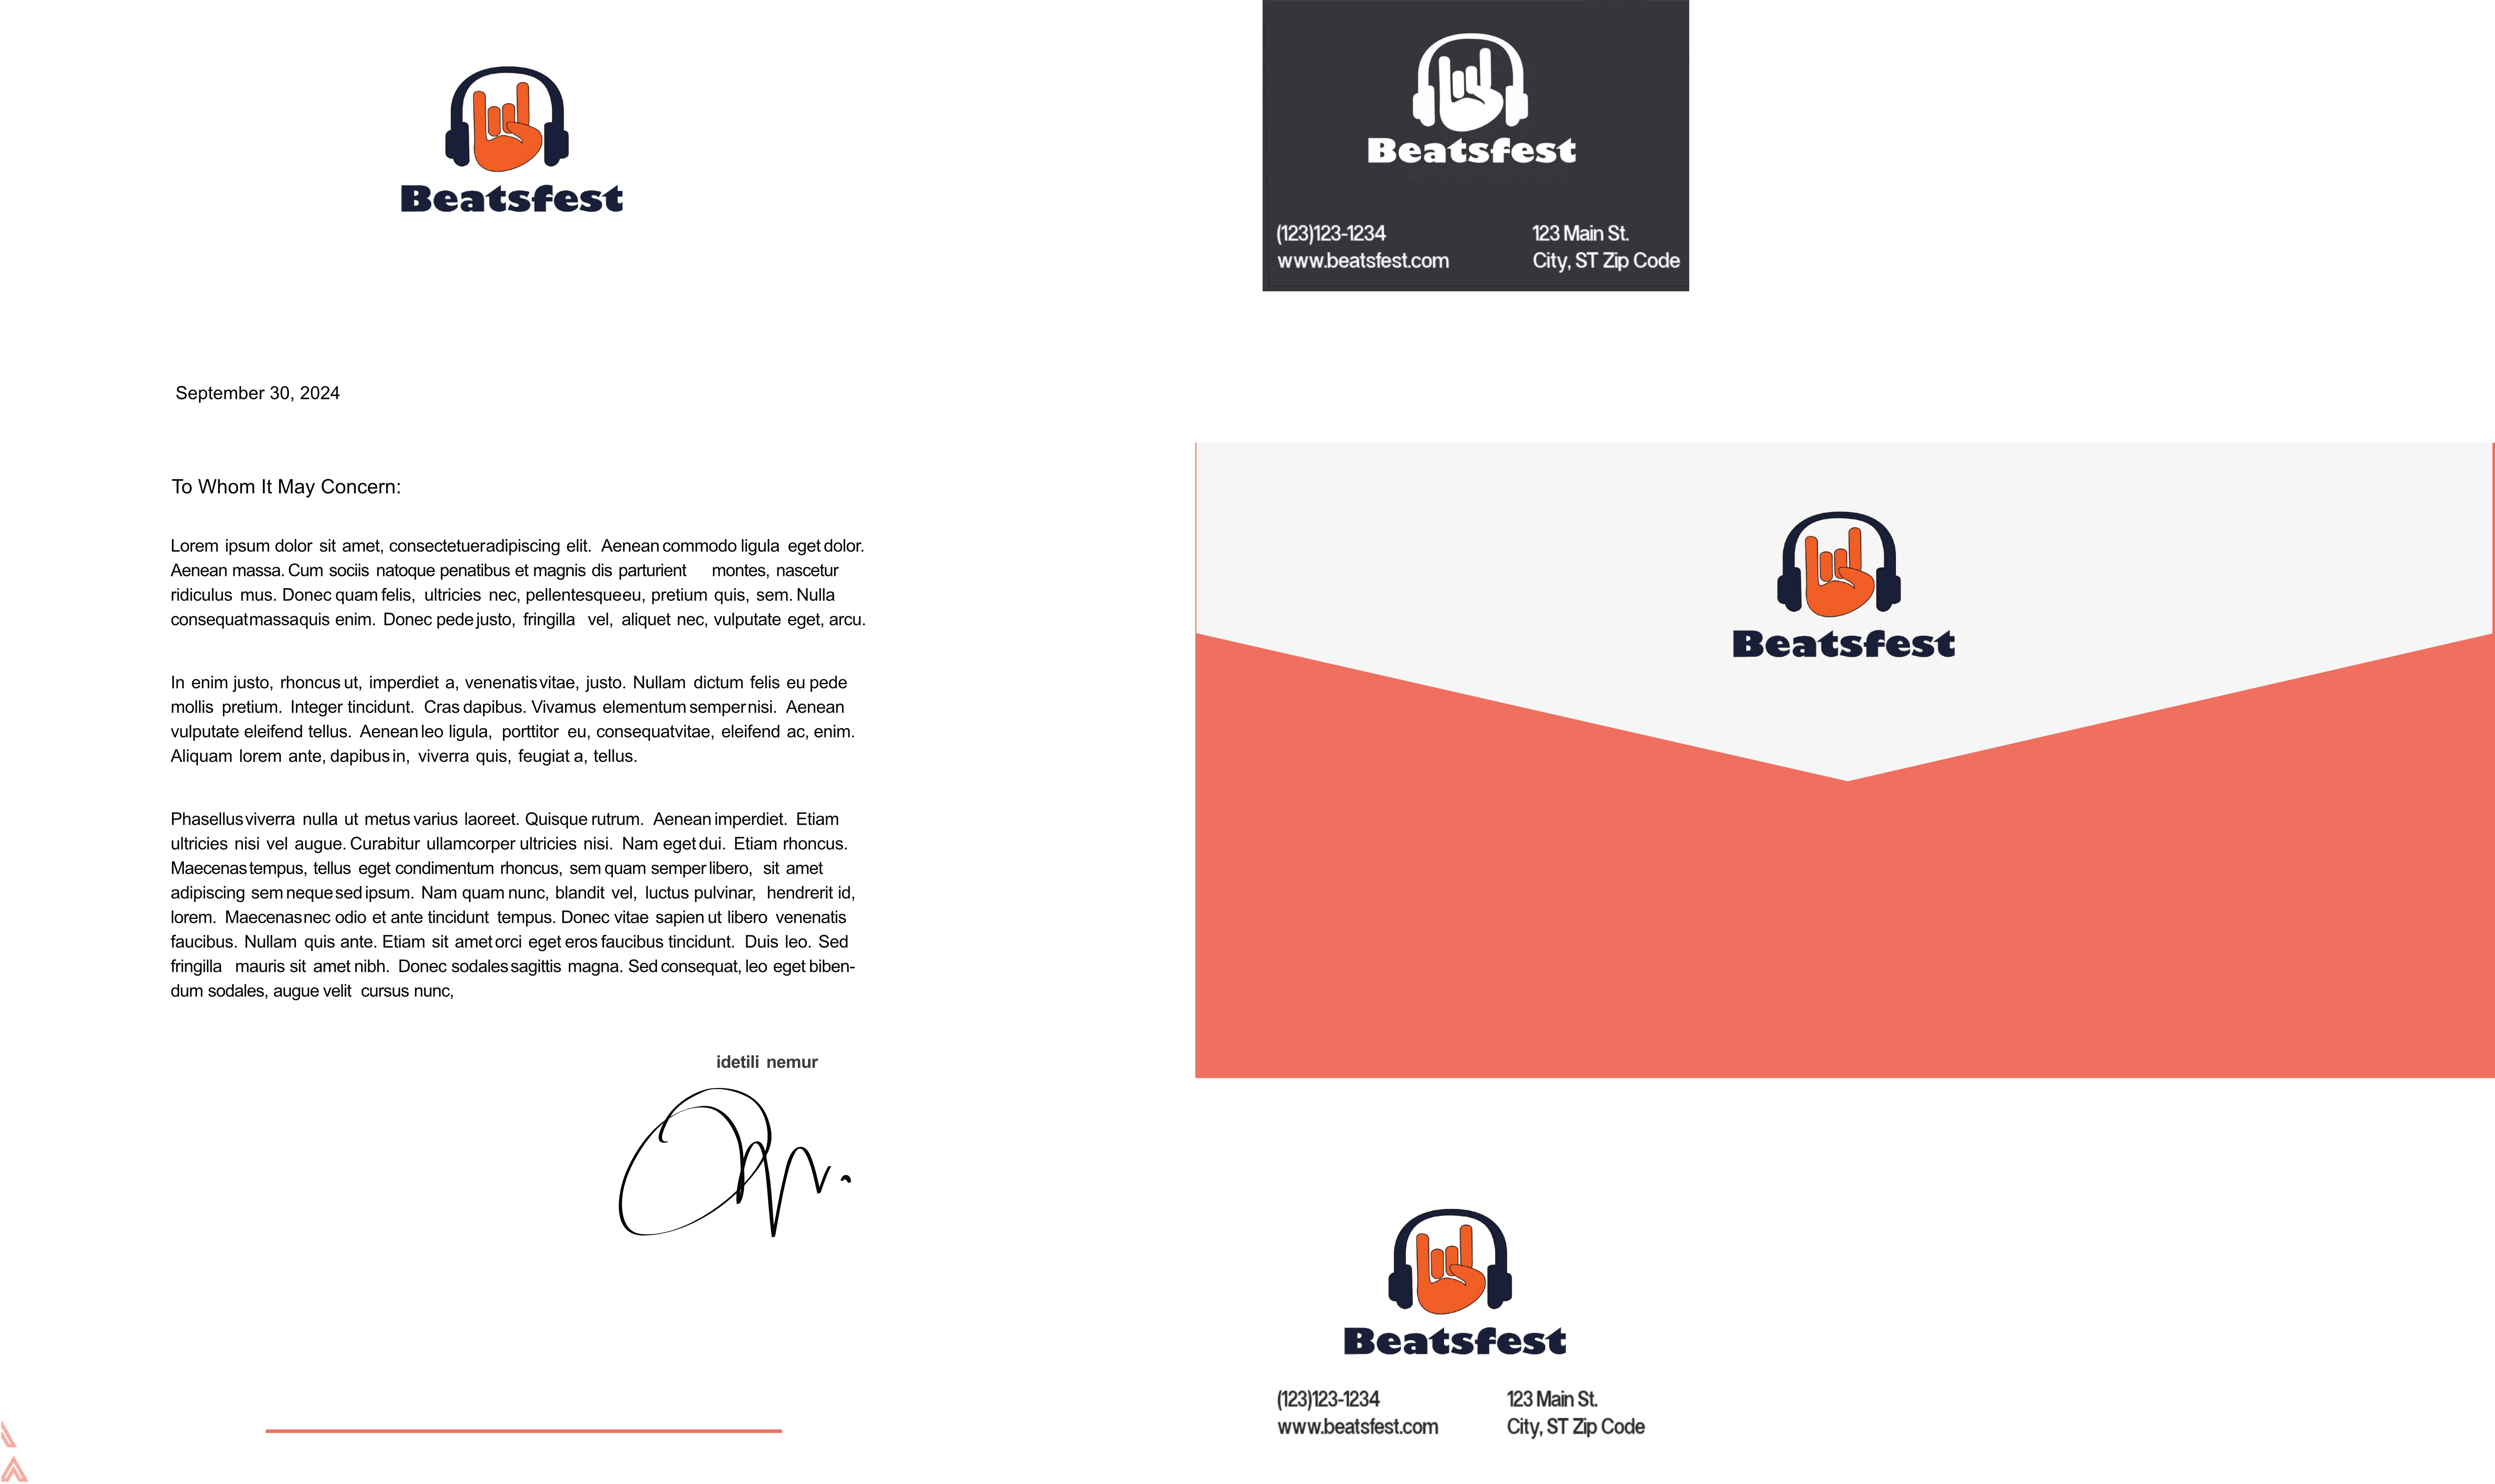 Beatsfest
September 30, 2024
To Whom It May Concern:
Lorem ipsum dolor sit amet, consectetueradipiscing elit. Aenean commodo ligula eget dolor.
Aenean massa. Cum sociis natoque penatibus et magnis dis parturient montes, nascetur
ridiculus mus. Donec quam felis, ultricies nec, pellentesqueeu, pretium quis, sem. Nulla
consequatmassaquis enim. Donec pede justo, fringilla vel, aliquet nec, vulputate eget, arcu.
In enim justo, rhoncus ut, imperdiet a, venenatisvitae, justo. Nullam dictum felis eu pede
mollis pretium. Integer tincidunt. Cras dapibus. Vivamus elementum sempernisi. Aenean
vulputate eleifend tellus. Aenean leo ligula, porttitor eu, consequatvitae, eleifend ac, enim.
Aliquam lorem ante, dapibus in, viverra quis, feugiat a, tellus.
Phasellus viverra nulla ut metus varius laoreet. Quisque rutrum. Aenean imperdiet. Etiam
ultricies nisi vel augue. Curabitur ullamcorper ultricies nisi. Nam eget dui. Etiam rhoncus.
Maecenas tempus, tellus eget condimentum rhoncus, sem quam semper libero, sit amet
adipiscing sem neque sed ipsum. Nam quam nunc, blandit vel, luctus pulvinar, hendrerit id,
lorem. Maecenas nec odio et ante tincidunt tempus. Donec vitae sapien ut libero venenatis
faucibus. Nullam quis ante. Etiam sit amet orci eget eros faucibus tincidunt. Duis leo. Sed
fringilla mauris sit amet nibh. Donec sodales sagittis magna. Sed consequat, leo eget biben-
dum sodales, augue velit cursus nunc,
idetili nemur
Beatsfest
(123)123-1234
www.beatsfest.com
123 Main St.
City, ST Zip Code
Beatsfest
Beatsfest
(123)123-1234
www.beatsfest.com
123 Main St.
City, ST Zip Code